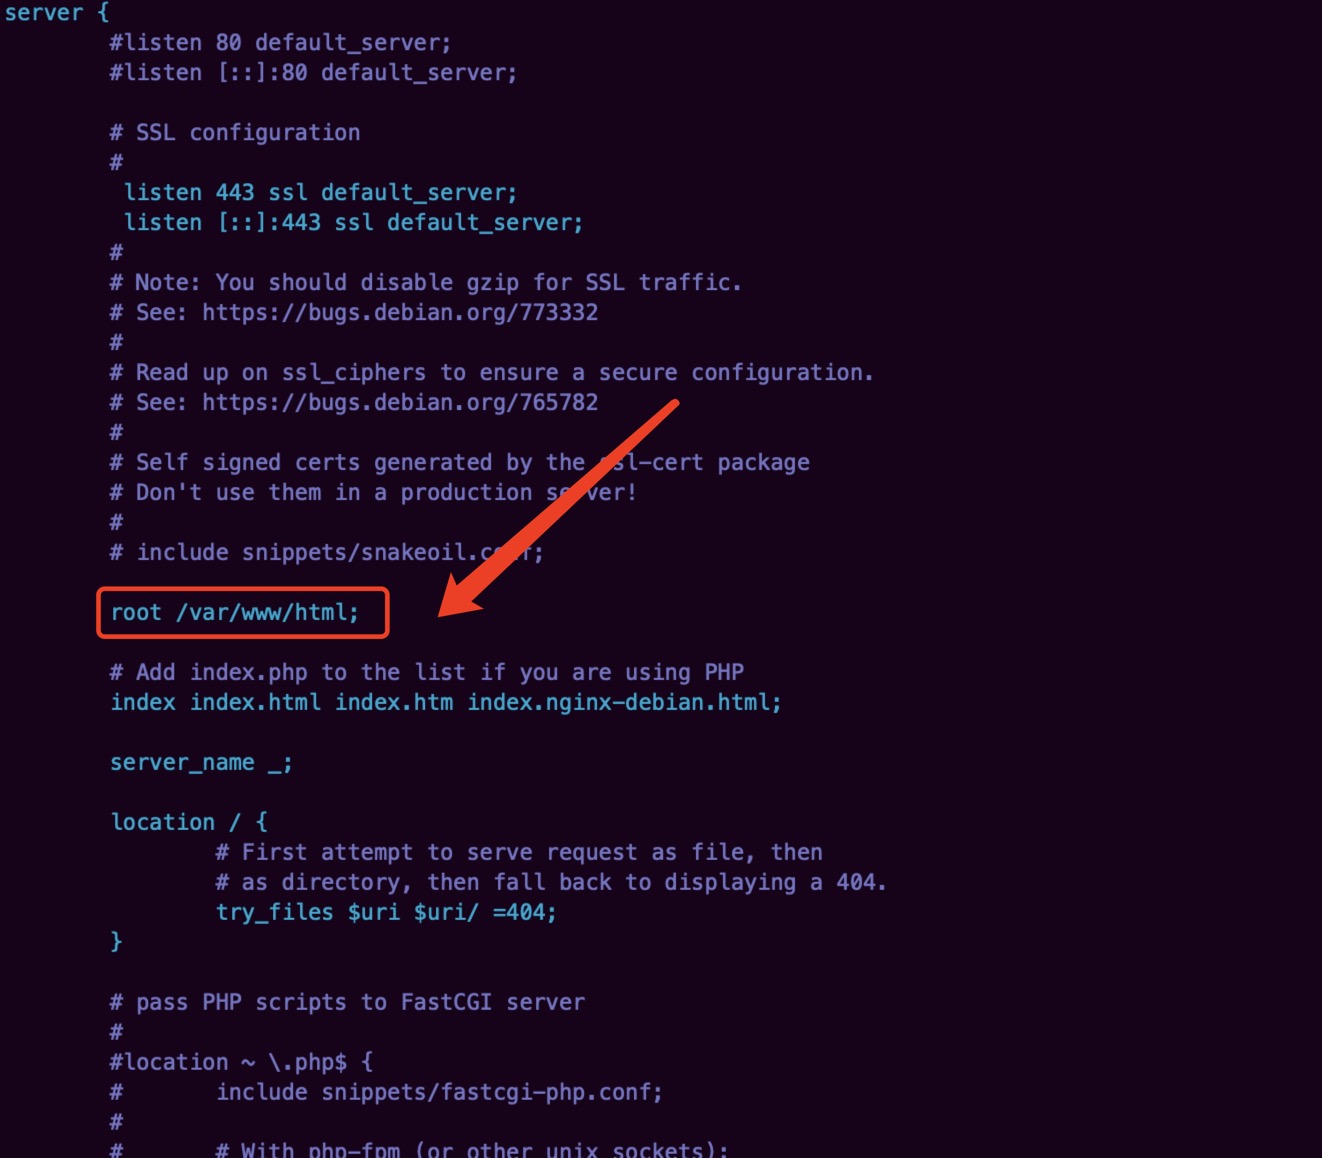 server {
#listen 80 default_server;
#listen [::]:80 default_server;
# SSL configuration
#
listen 443 ssl default_server;
listen [::]:443 ssl default_server;
#
# Note: You should disable gzip for SSL traffic.
# See: https://bugs.debian.org/773332
#
# Read up on ssl_ciphers to ensure a secure configuration.
# See: https://bugs.debian.org/765782
#
# Self signed certs generated by the ssl-cert package
# Don't use them in a production server!
#
# include snippets/snakeoil.conf;
root /var/www/html;
# Add index.php to the list if you are using PHP
index index.html index.htm index.nginx-debian.html;
server_name _;
location / {
# First attempt to serve request as file, then
# as directory, then fall back to displaying a 404.
try_files $uri $uri/ =404;
}
# pass PHP scripts to FastCGI server
#
#location ~ \.php$ {
# include snippets/fastcgi-php.conf;
#
# # With php-fpm (or other unix sockets):